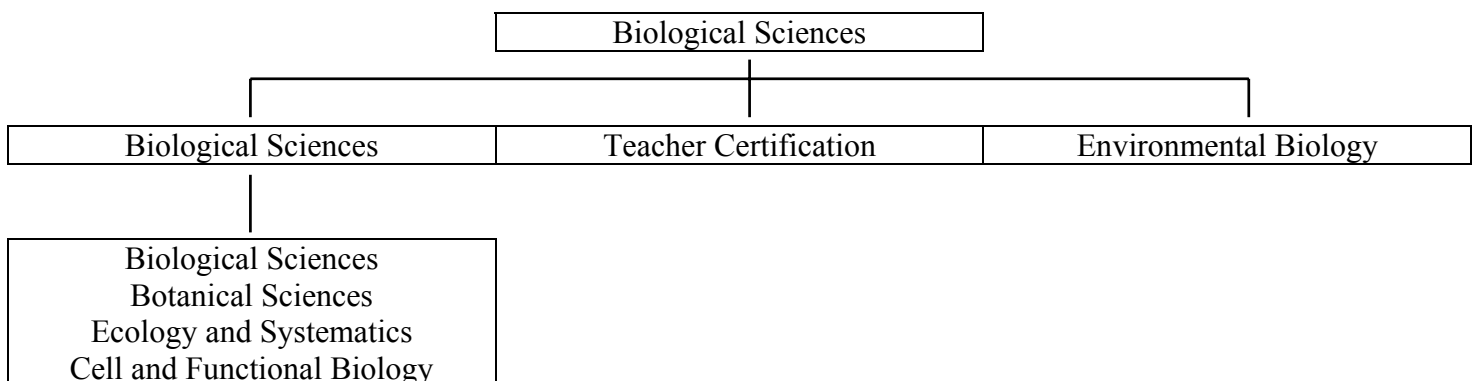 Biological Sciences
Biological Sciences
Teacher Certification
Environmental Biology
Biological Sciences
Botanical Sciences
Ecology and Systematics
Cell and Functional Biology